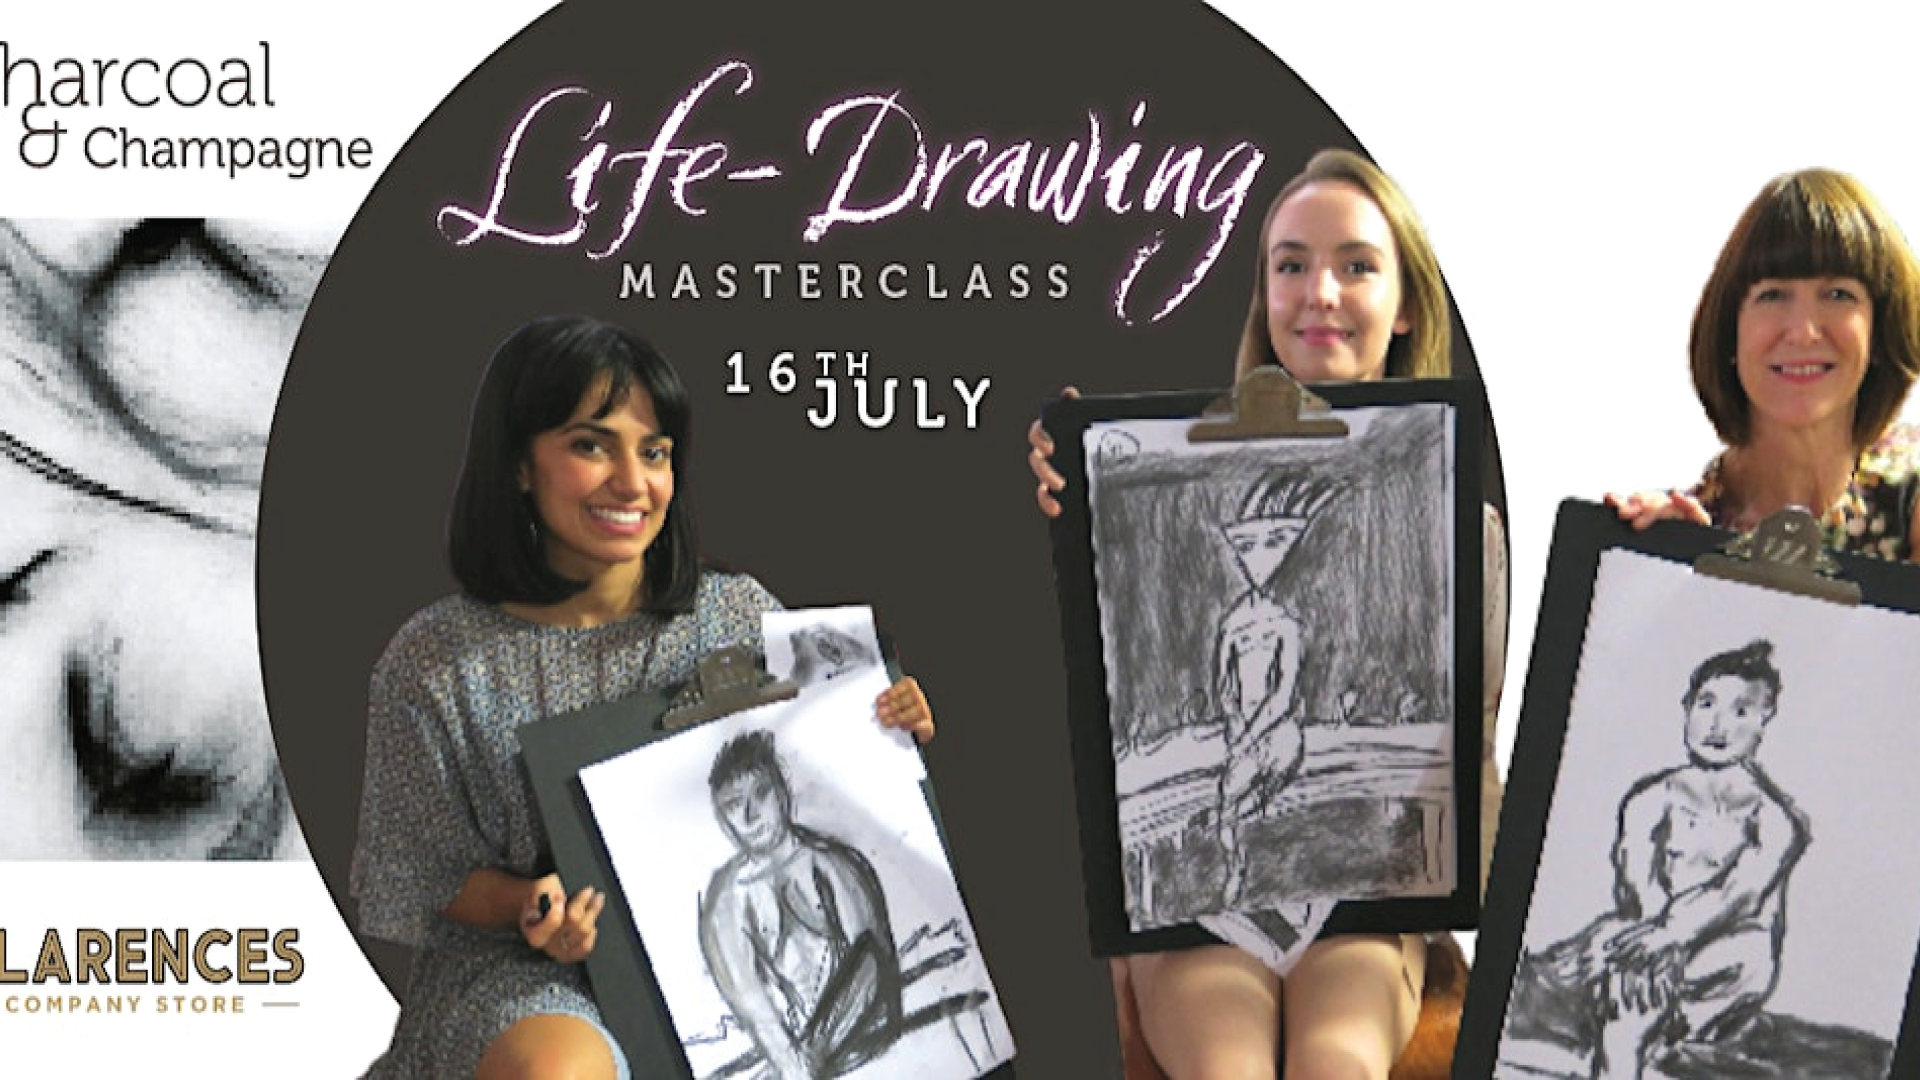 harcoal
& Champagne
Life-Drawing
MASTERCLASS
16TH
JULY
LARENCES
COMPANY STORE